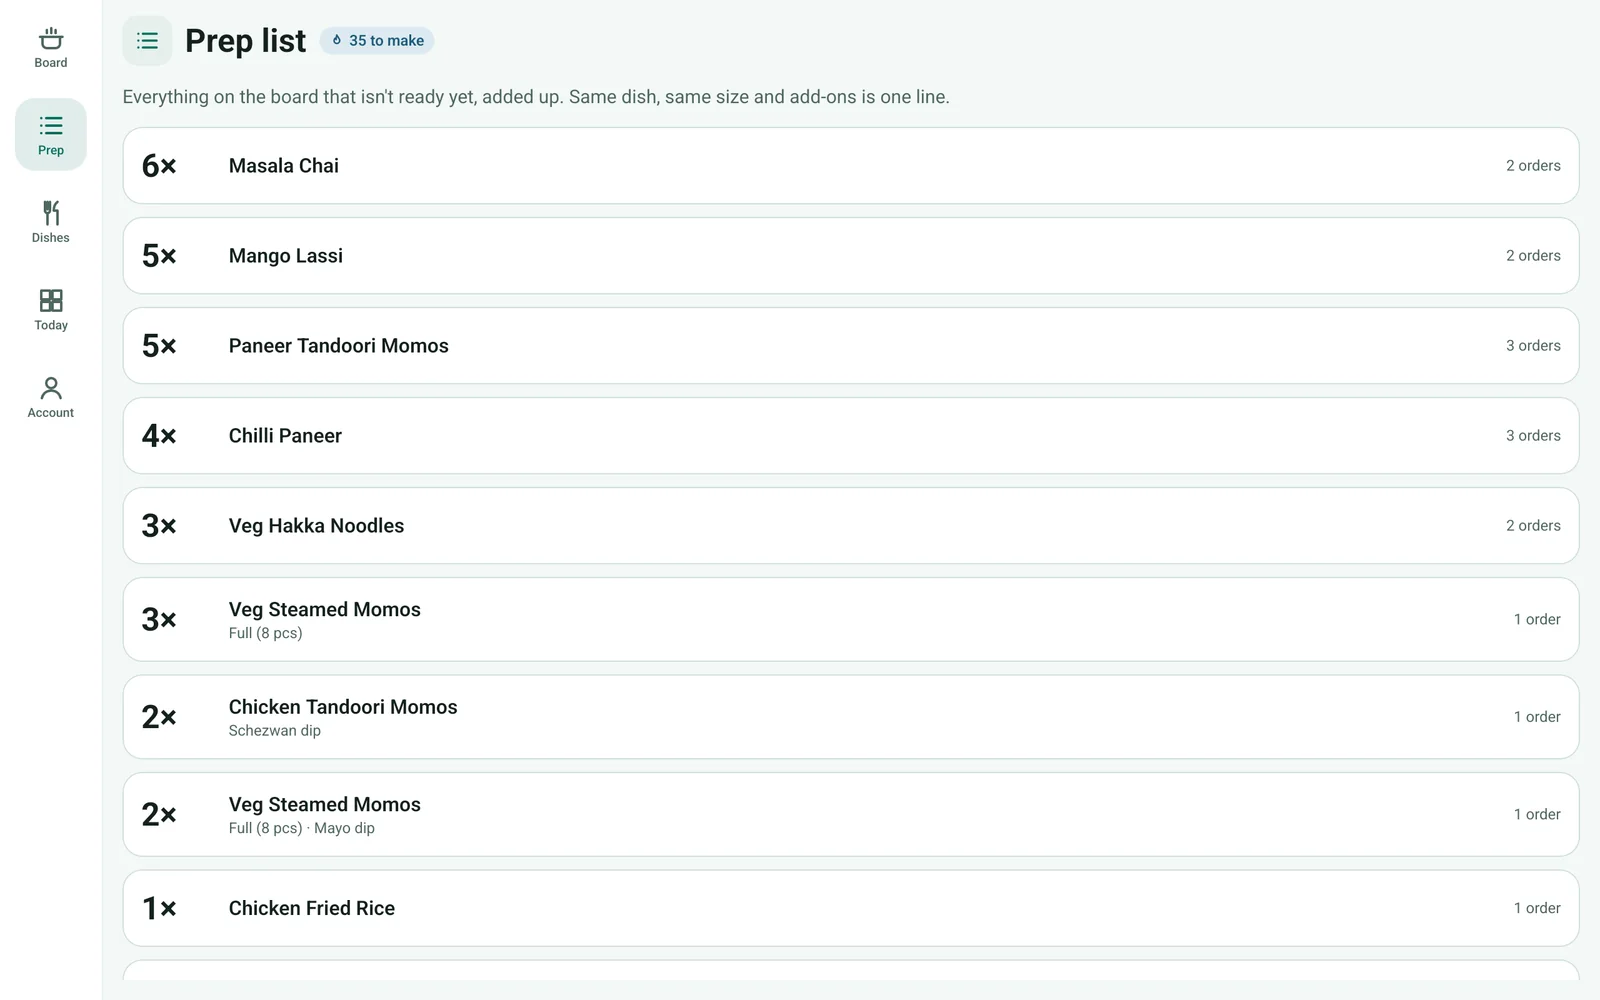 Board
Prep
Dishes
Today
Account
Prep list
35 to make
Everything on the board that isn't ready yet, added up. Same dish, same size and add-ons is one line.
6× Masala Chai 2 orders
5× Mango Lassi 2 orders
5× Paneer Tandoori Momos 3 orders
4× Chilli Paneer 3 orders
3× Veg Hakka Noodles 2 orders
3× Veg Steamed Momos 1 order
Full (8 pcs)
2× Chicken Tandoori Momos 1 order
Schezwan dip
2× Veg Steamed Momos 1 order
Full (8 pcs) · Mayo dip
1× Chicken Fried Rice 1 order